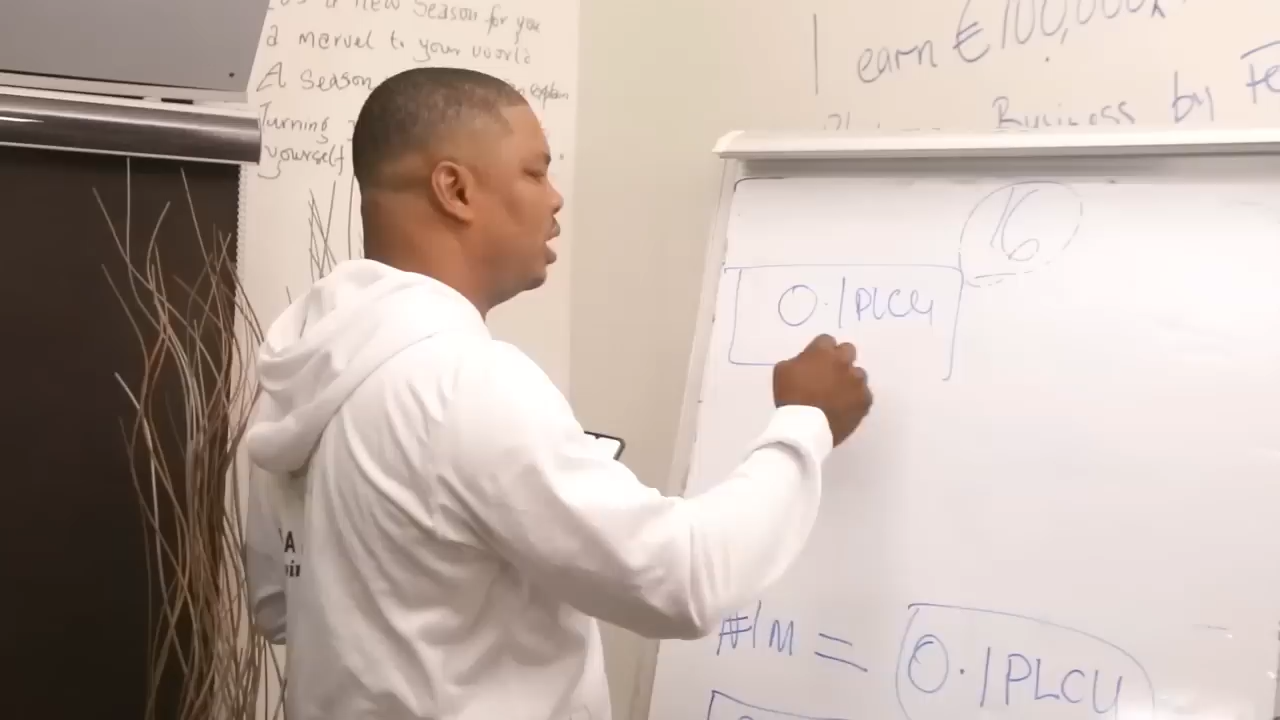 a new Season for you
a marvel to your world
A Season
Turning
yourself
I earn €100,000
Business by
16
0.1PLCU
₦1M = 0.1PLCU